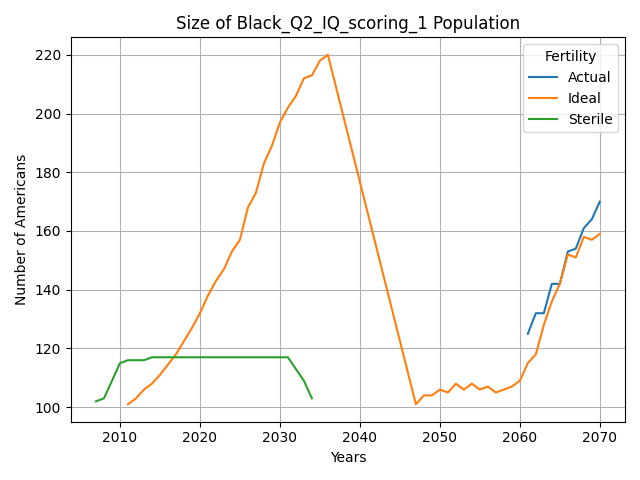 Size of Black_Q2_IQ_scoring_1 Population
Number of Americans
220
200
180
160
140
120
100
Fertility
Actual
Ideal
Sterile
2010 2020 2030 2040 2050 2060 2070
Years